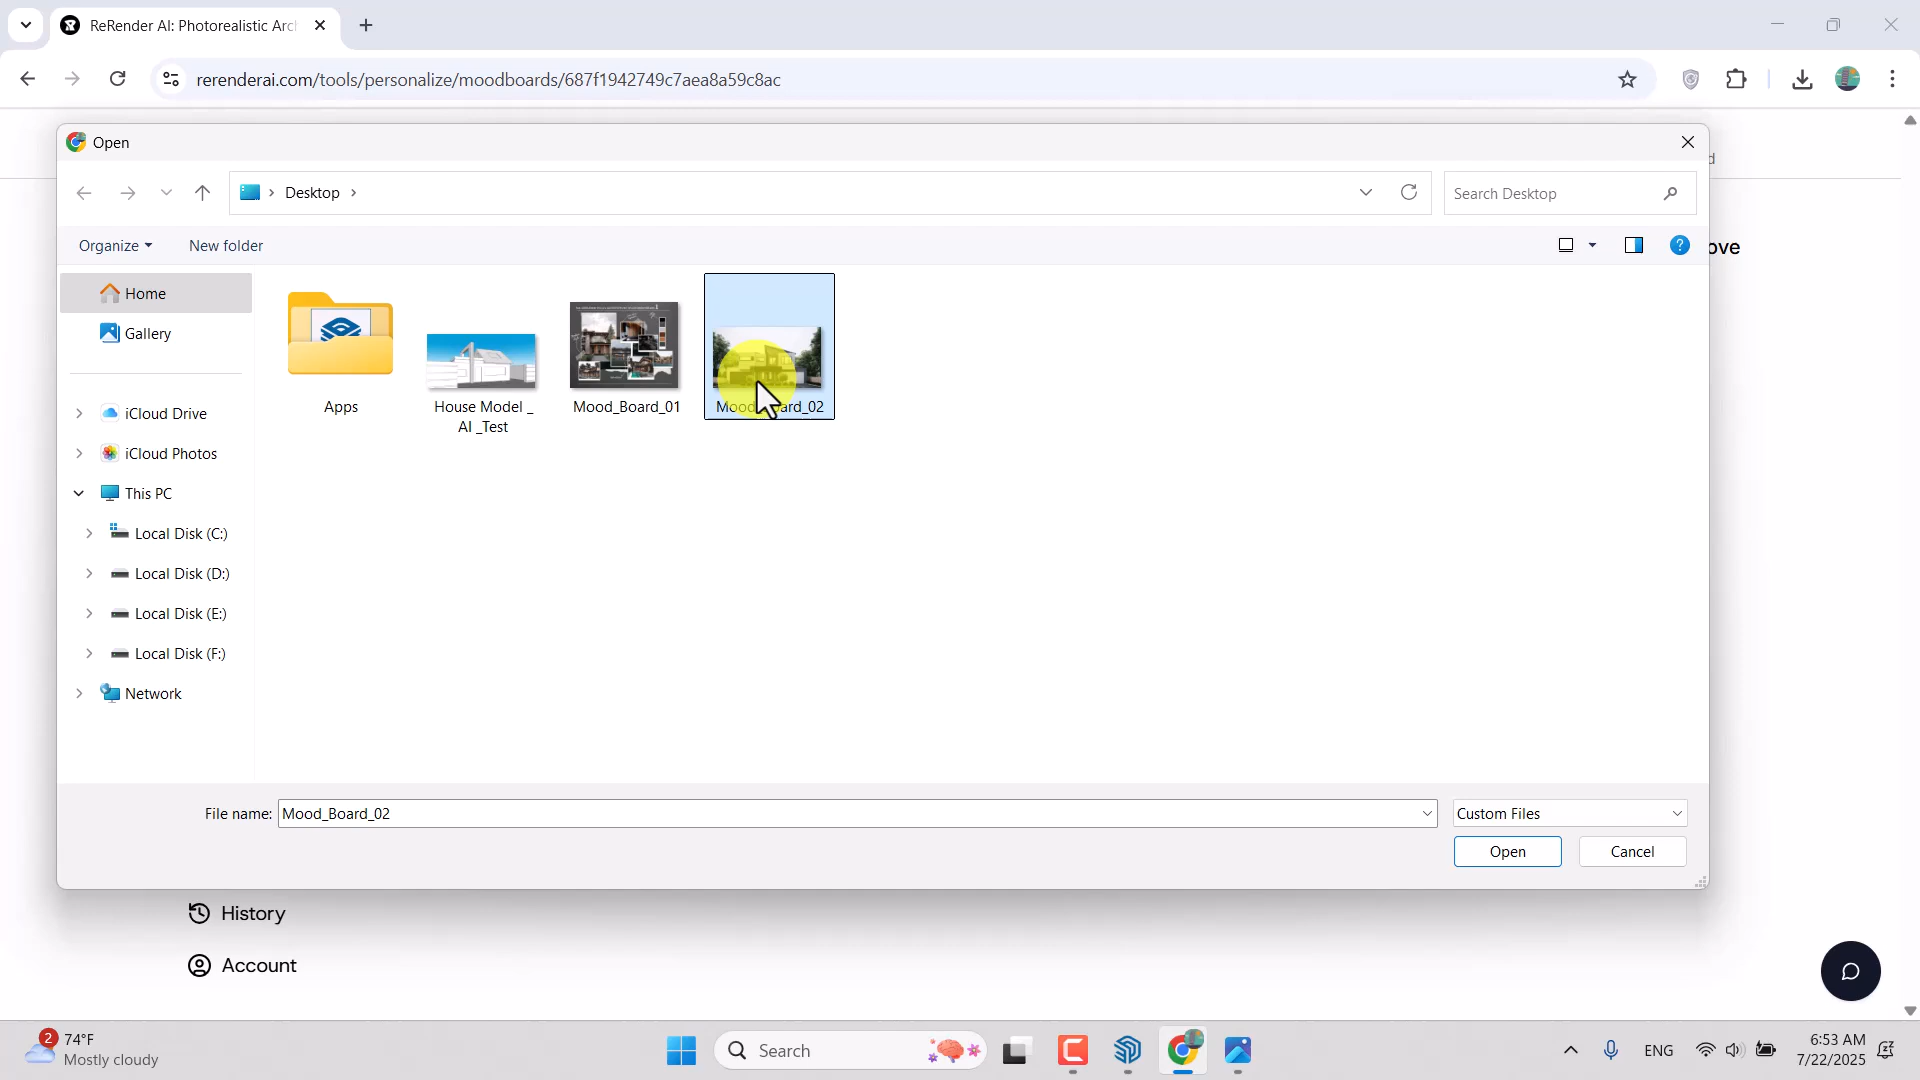 ReRender AI: Photorealistic Arc
rerenderai.com/tools/personalize/moodboards/687f1942749c7aea8a59c8ac
Open
Desktop
Search Desktop
Organize
New folder
Home
Gallery
iCloud Drive
iCloud Photos
This PC
Local Disk (C:)
Local Disk (D:)
Local Disk (E:)
Local Disk (F:)
Network
Apps
House Model _
AI _Test
Mood_Board_01
Mood_Board_02
File name:
Mood_Board_02
Custom Files
Open
Cancel
History
Account
2
74°F
Mostly cloudy
Search
ENG
6:53 AM
7/22/2025